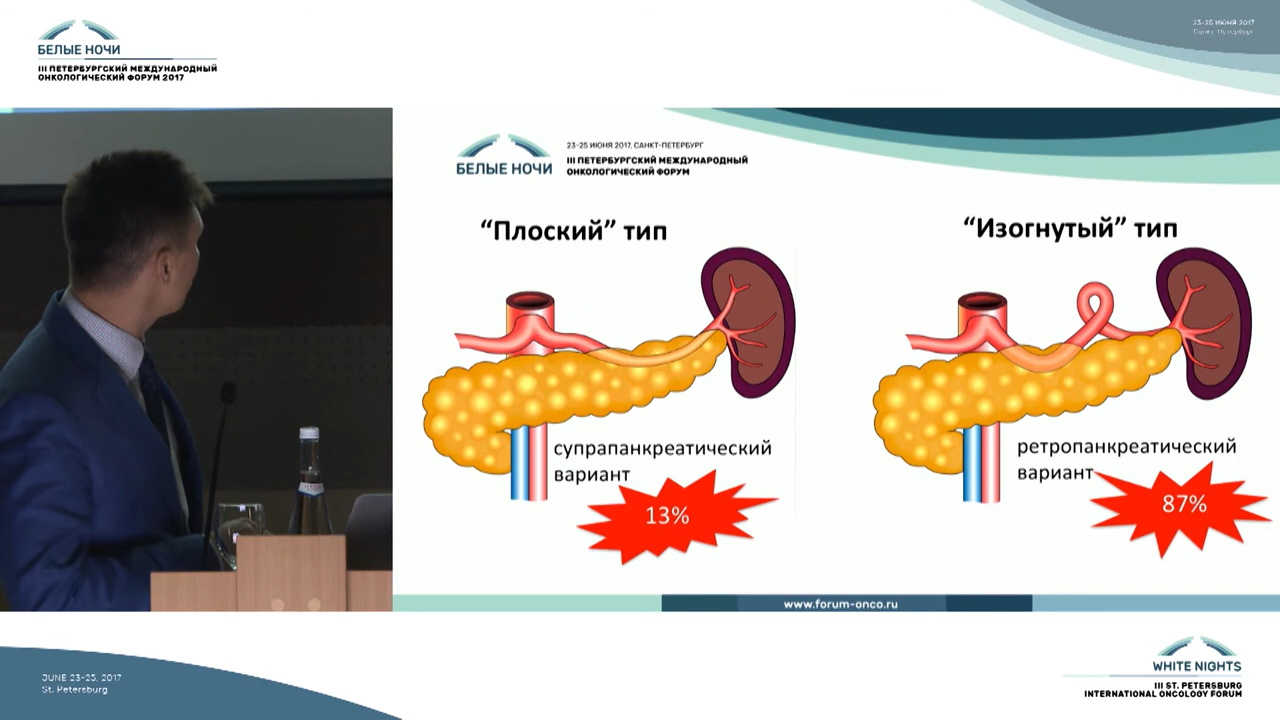 БЕЛЫЕ НОЧИ
III ПЕТЕРБУРГСКИЙ МЕЖДУНАРОДНЫЙ
ОНКОЛОГИЧЕСКИЙ ФОРУМ 2017
23-25 ИЮНЯ 2017
Санкт-Петербург
БЕЛЫЕ НОЧИ
23-25 ИЮНЯ 2017, САНКТ-ПЕТЕРБУРГ
III ПЕТЕРБУРГСКИЙ МЕЖДУНАРОДНЫЙ
ОНКОЛОГИЧЕСКИЙ ФОРУМ
“Плоский” тип
“Изогнутый” тип
супрапанкреатический
вариант
13%
ретропанкреатический
вариант
87%
www.forum-onco.ru
JUNE 23-25, 2017
St. Petersburg
WHITE NIGHTS
III ST. PETERSBURG
INTERNATIONAL ONCOLOGY FORUM